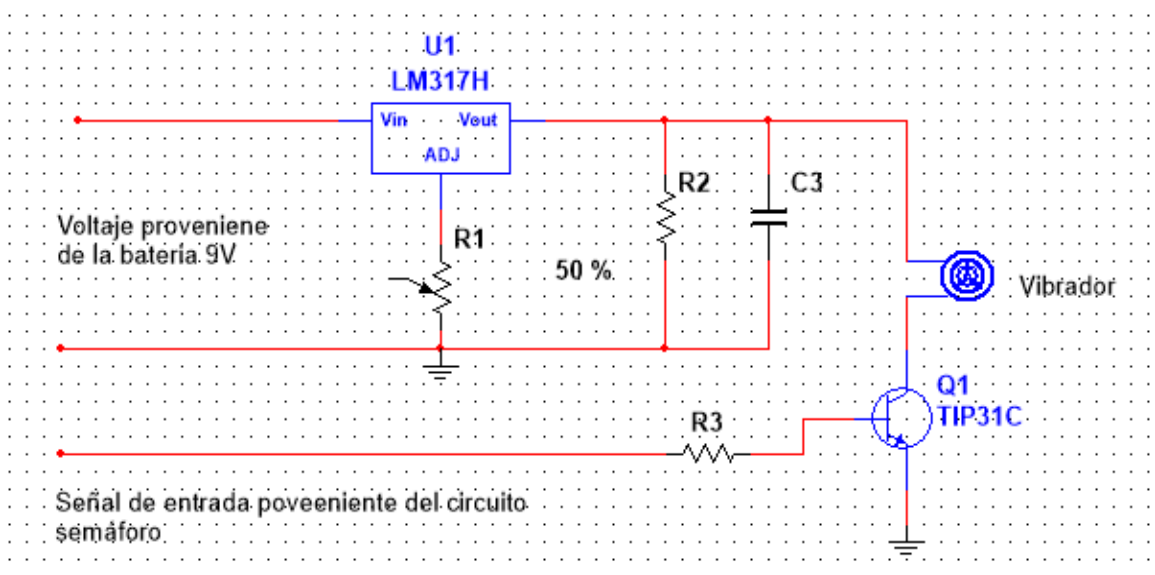 U1
LM317H
Vin Vout
ADJ
R2
C3
Voltaje proveniene
de la batería 9V
R1
50 %
Vibrador
Q1
TIP31C
R3
Señal de entrada poveeniente del circuito
semáforo